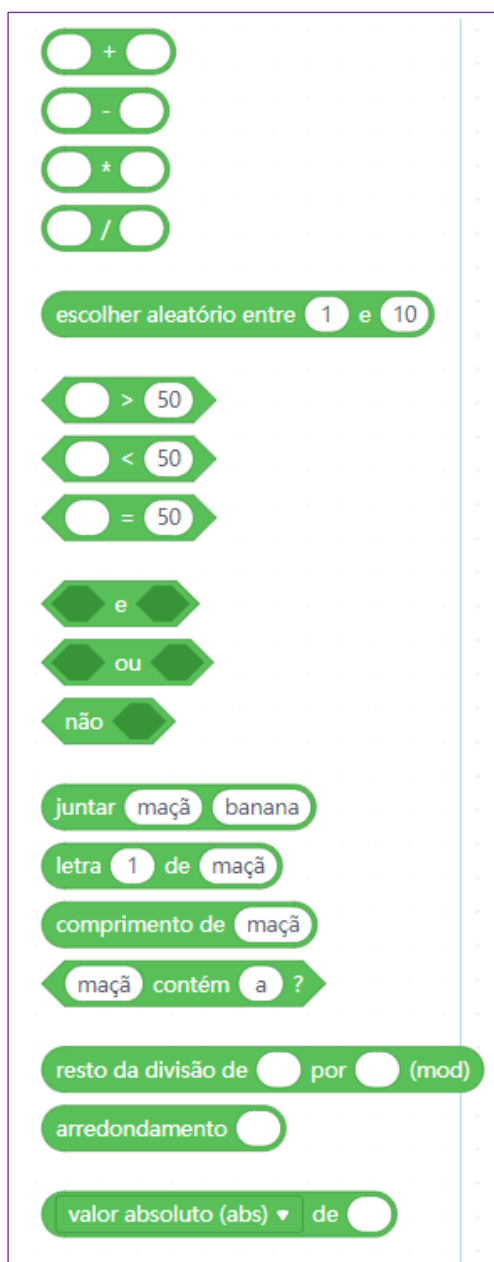 +
-
*
/
escolher aleatório entre 1 e 10
> 50
< 50
= 50
e
ou
não
juntar maçã banana
letra 1 de maçã
comprimento de maçã
maçã contém a ?
resto da divisão de por (mod)
arredondamento
valor absoluto (abs) ▾ de